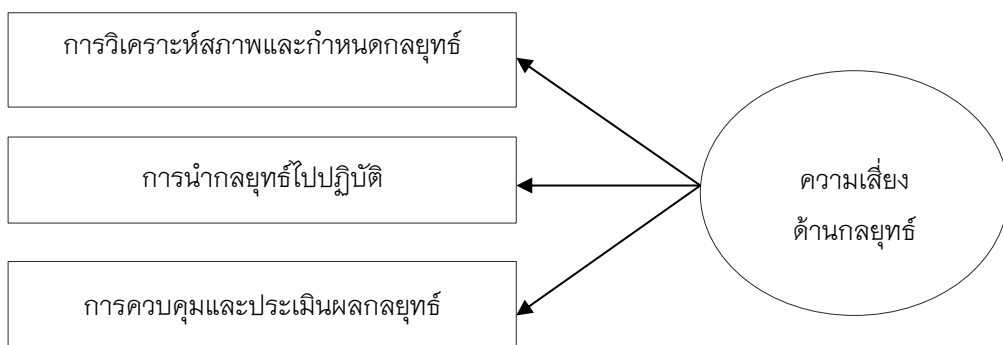 การวิเคราะห์สภาพและกำหนดกลยุทธ์
การนำกลยุทธ์ไปปฏิบัติ
การควบคุมและประเมินผลกลยุทธ์
ความเสี่ยง
ด้านกลยุทธ์